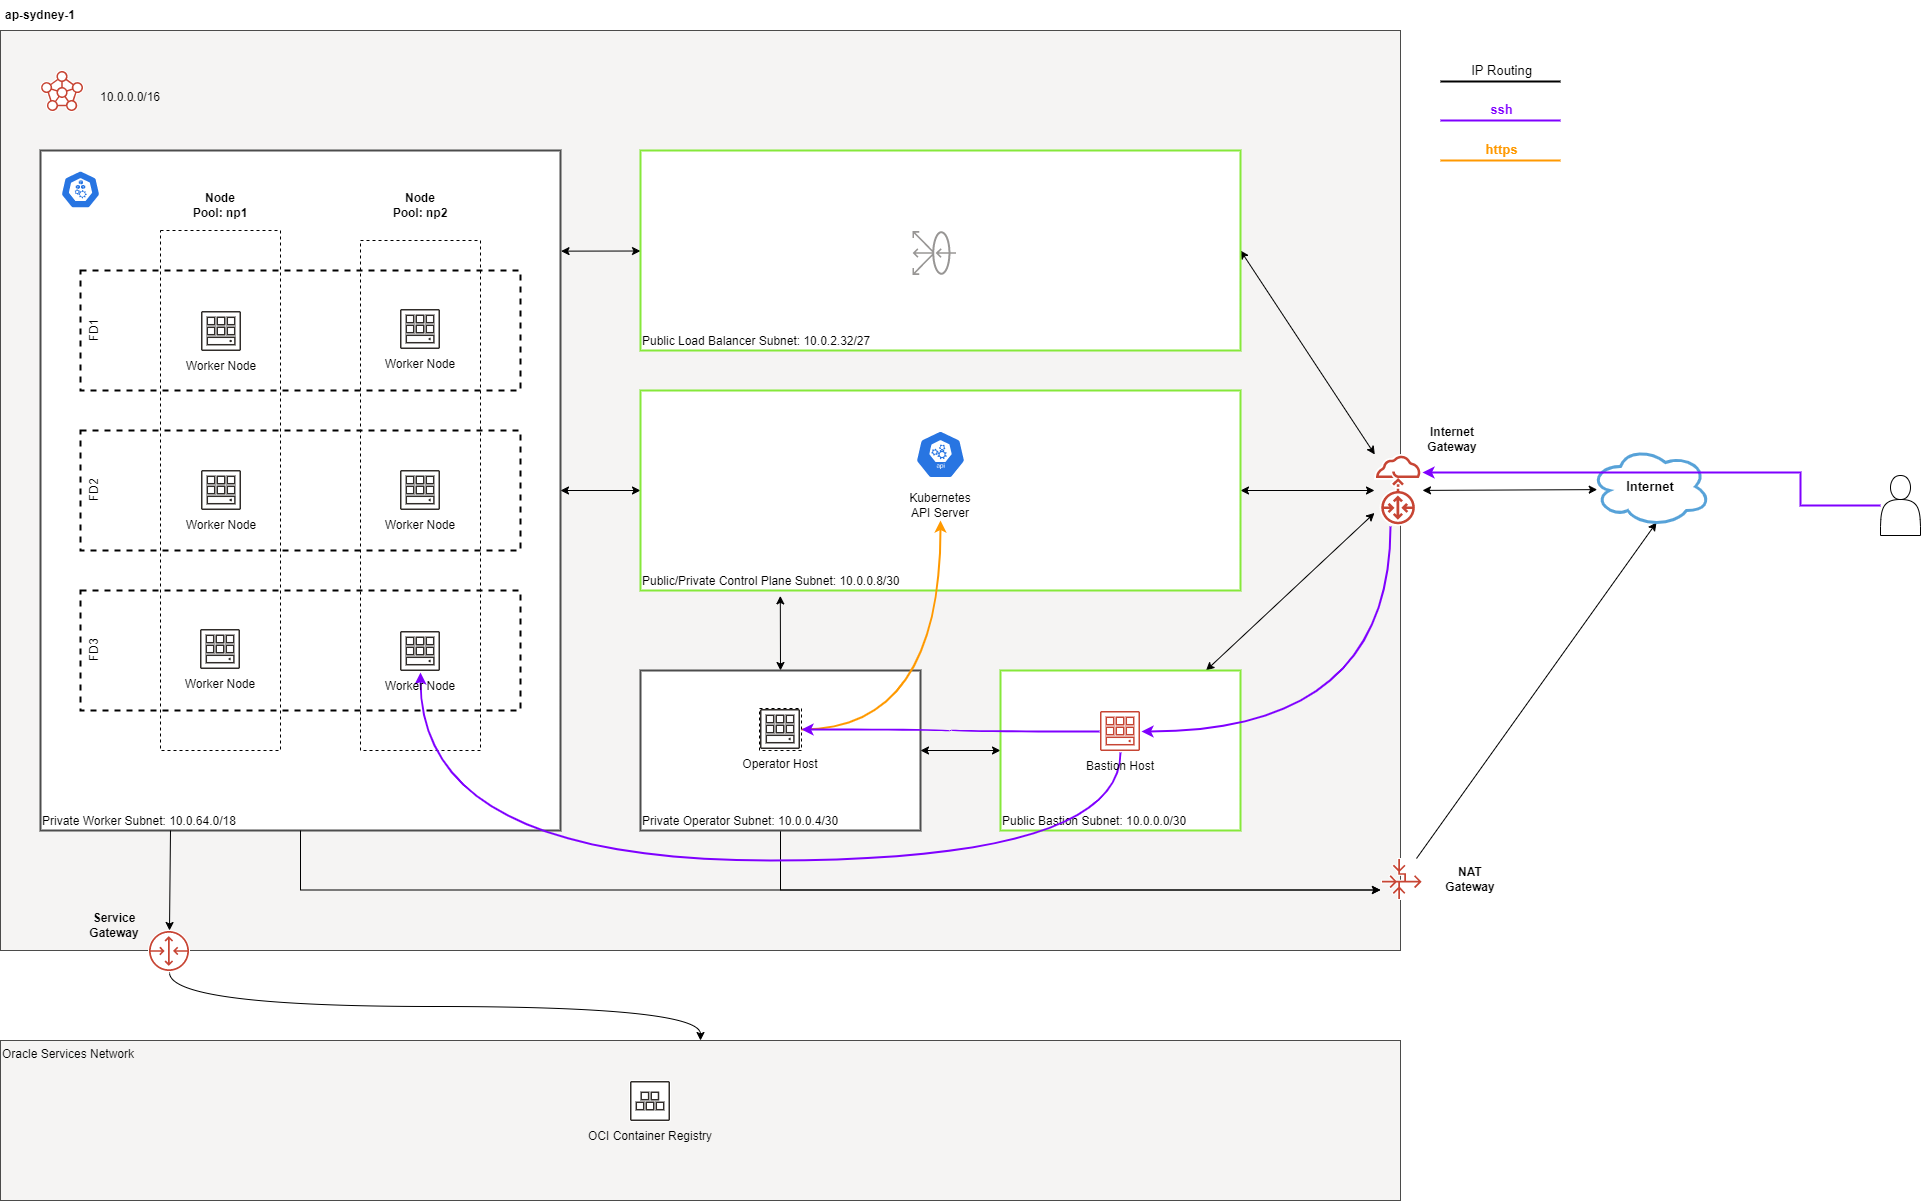 ap-sydney-1
10.0.0.0/16
IP Routing
ssh
https
Node
Pool: np1
Node
Pool: np2
FD1
Worker Node
Worker Node
FD2
Worker Node
Worker Node
FD3
Worker Node
Worker Node
Private Worker Subnet: 10.0.64.0/18
Public Load Balancer Subnet: 10.0.2.32/27
api
Kubernetes
API Server
Public/Private Control Plane Subnet: 10.0.0.8/30
Operator Host
Private Operator Subnet: 10.0.0.4/30
Bastion Host
Public Bastion Subnet: 10.0.0.0/30
Internet
Gateway
Internet
NAT
Gateway
Service
Gateway
Oracle Services Network
OCI Container Registry